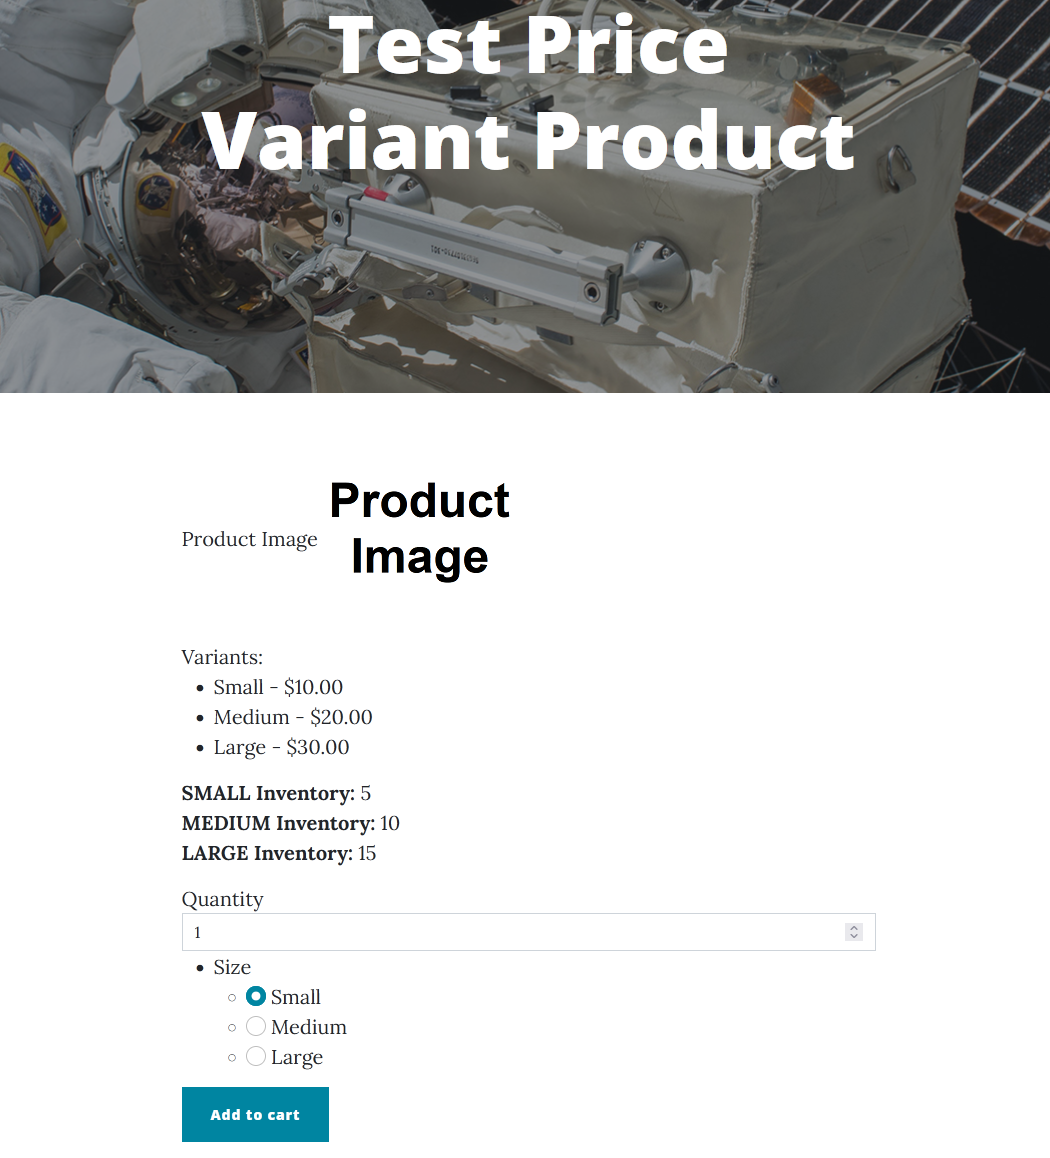 Test Price
Variant Product
Product Image
Product
Image
Variants:
Small - $10.00
Medium - $20.00
Large - $30.00
SMALL Inventory: 5
MEDIUM Inventory: 10
LARGE Inventory: 15
Quantity
1
Size
Small
Medium
Large
Add to cart